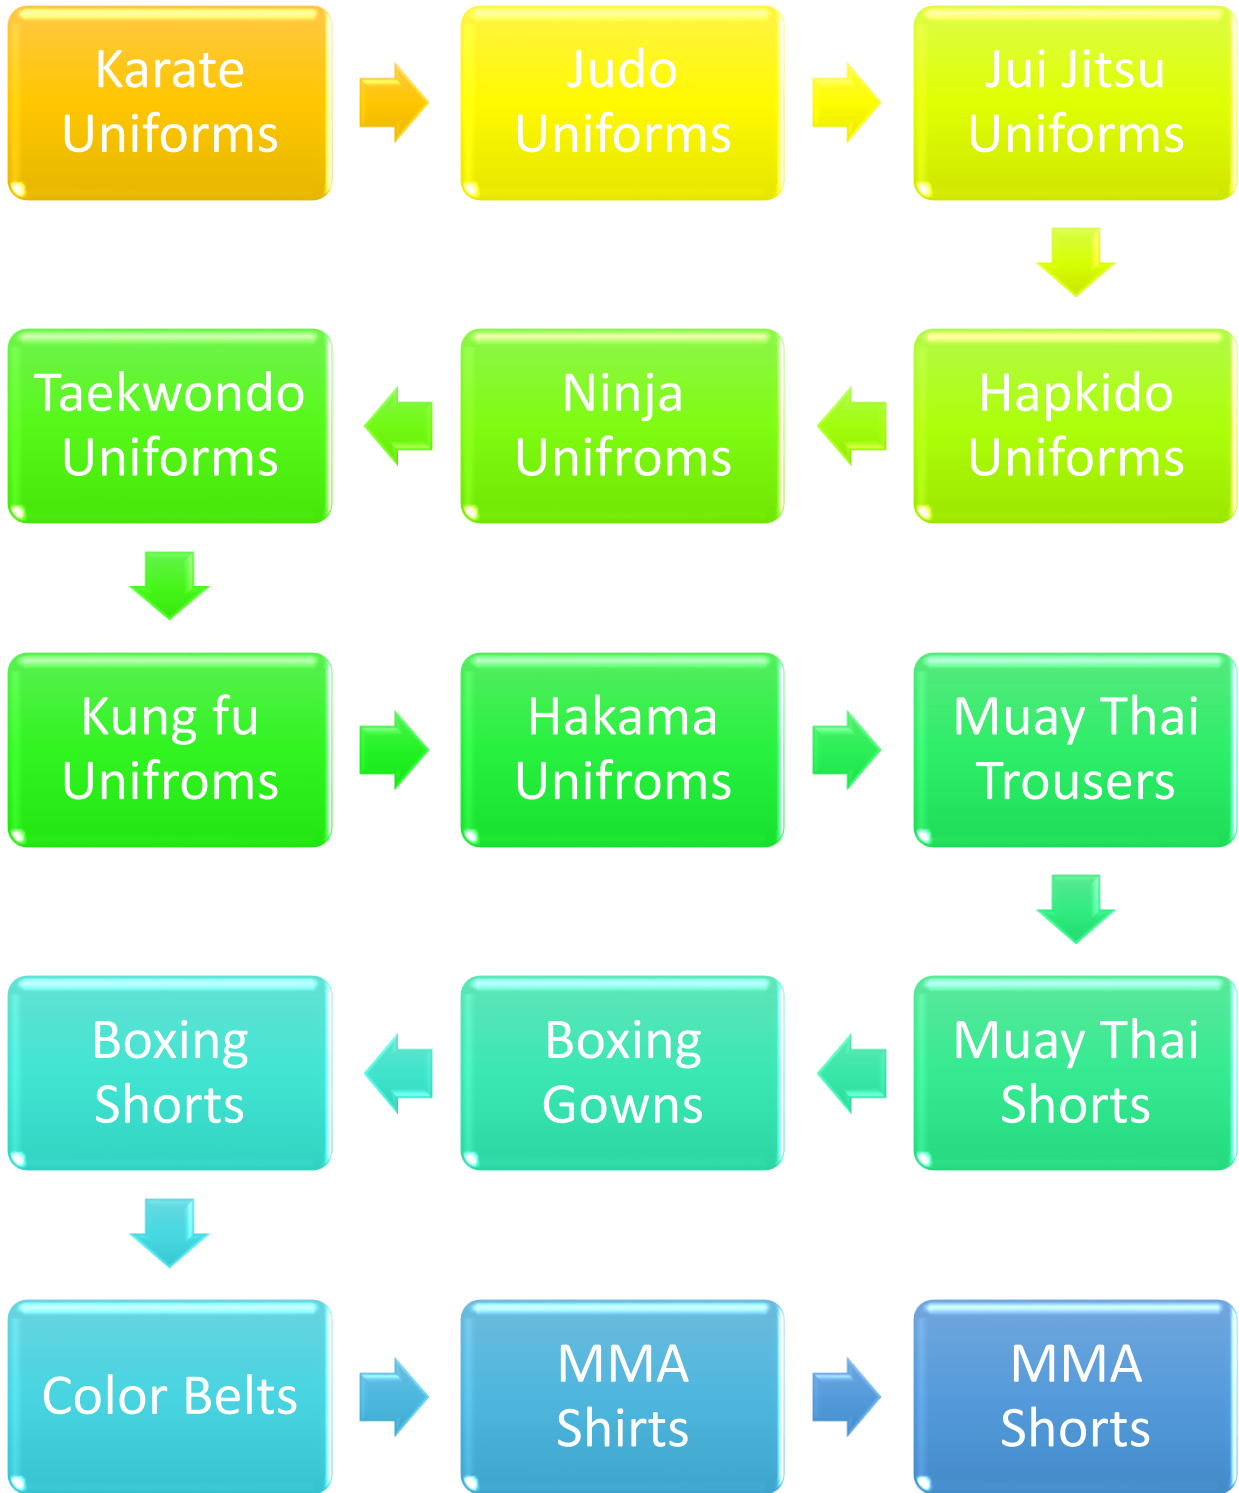 Karate
Uniforms
Judo
Uniforms
Jui Jitsu
Uniforms
Hapkido
Uniforms
Ninja
Unifroms
Taekwondo
Uniforms
Kung fu
Unifroms
Hakama
Unifroms
Muay Thai
Trousers
Muay Thai
Shorts
Boxing
Gowns
Boxing
Shorts
Color Belts
MMA
Shirts
MMA
Shorts